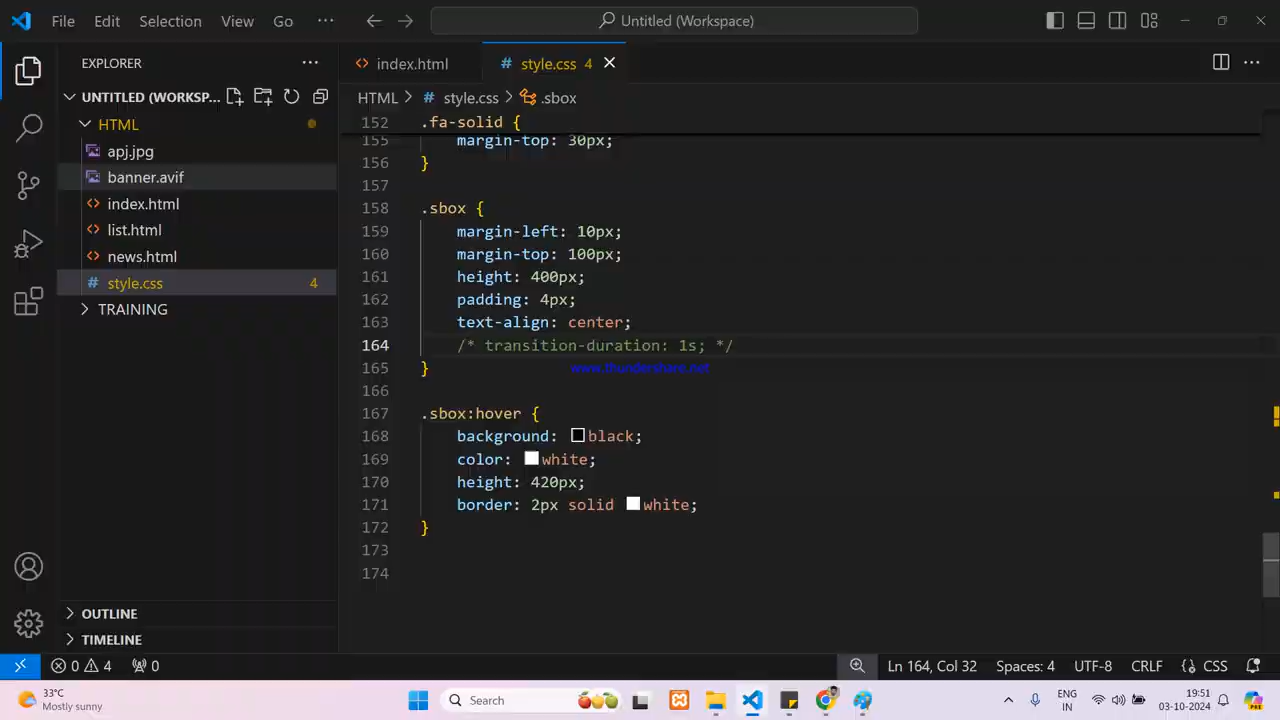 File Edit Selection View Go ... Untitled (Workspace)
EXPLORER ...
UNTITLED (WORKSP...
HTML
apj.jpg
banner.avif
index.html
list.html
news.html
# style.css 4
TRAINING
OUTLINE
TIMELINE
<> index.html # style.css 4
HTML > # style.css > .sbox
152 .fa-solid {
155 margin-top: 30px;
156 }
157
158 .sbox {
159 margin-left: 10px;
160 margin-top: 100px;
161 height: 400px;
162 padding: 4px;
163 text-align: center;
164 /* transition-duration: 1s; */
165 }
www.thundershare.net
166
167 .sbox:hover {
168 background: black;
169 color: white;
170 height: 420px;
171 border: 2px solid white;
172 }
173
174
0 4 0 Ln 164, Col 32 Spaces: 4 UTF-8 CRLF {} CSS
33°C
Mostly sunny
Search
ENG
IN
19:51
03-10-2024
PRE